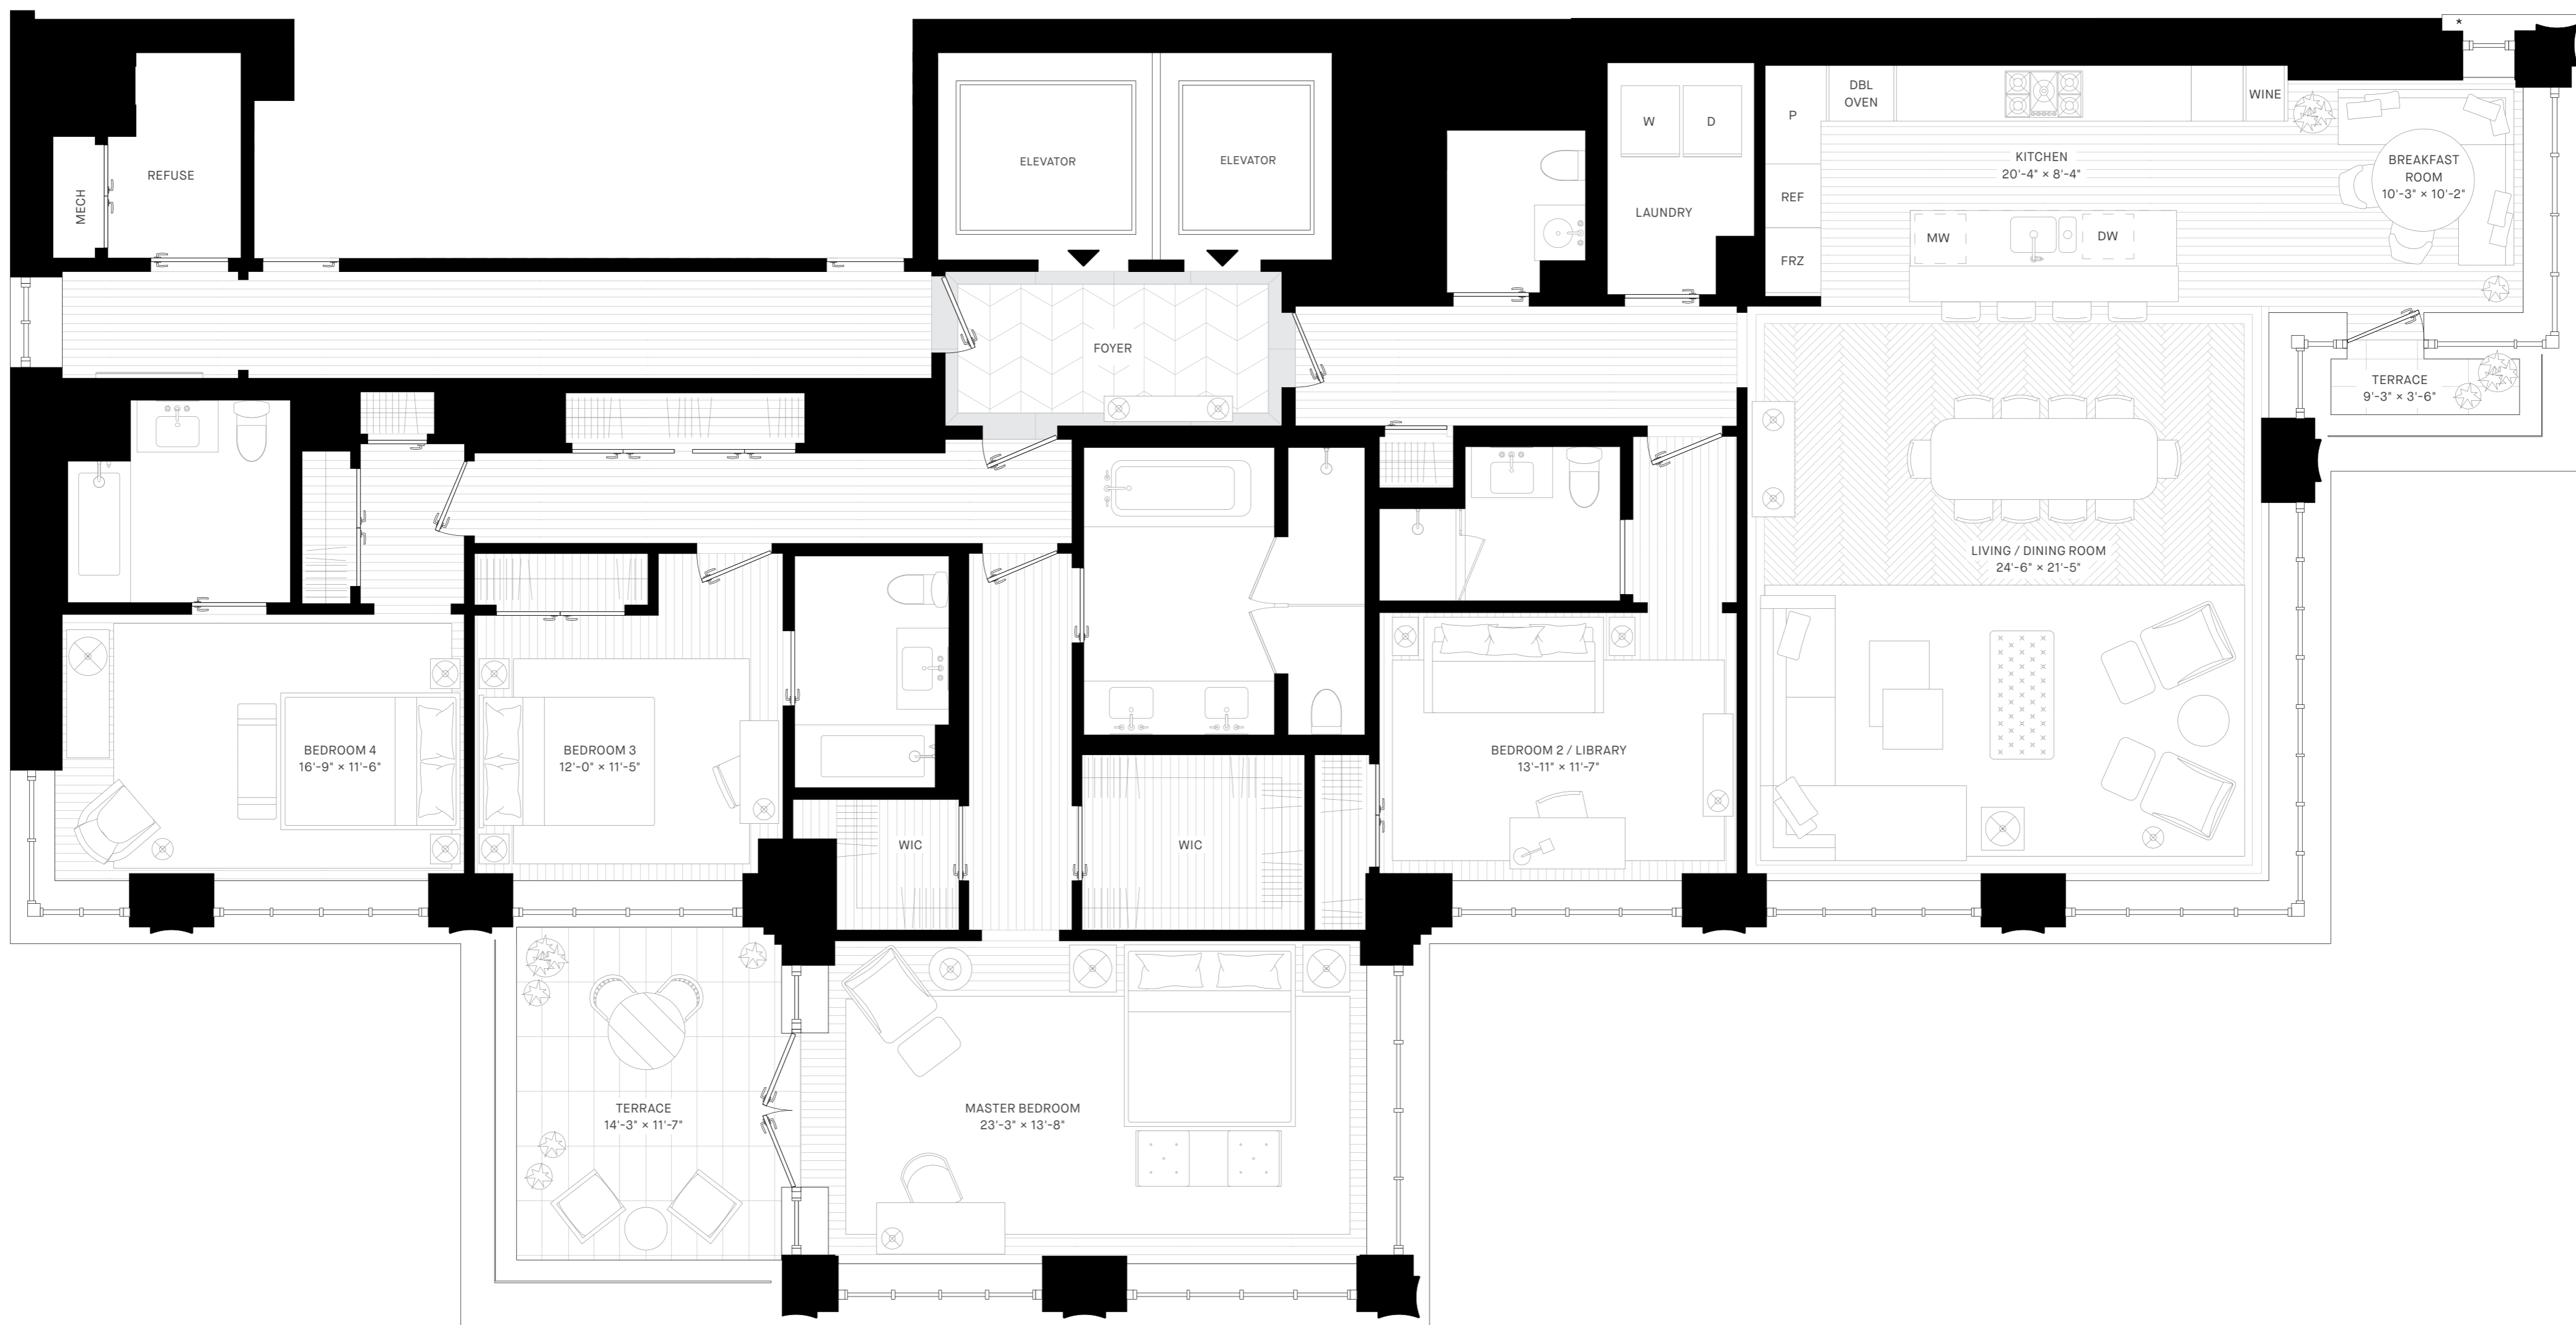 *
DBL
OVEN
WINE
P
W
D
ELEVATOR
ELEVATOR
KITCHEN
20'-4" × 8'-4"
BREAKFAST
ROOM
10'-3" × 10'-2"
REFUSE
MECH
REF
LAUNDRY
MW
DW
FRZ
FOYER
TERRACE
9'-3" × 3'-6"
LIVING / DINING ROOM
24'-6" × 21'-5"
BEDROOM 4
16'-9" × 11'-6"
BEDROOM 3
12'-0" × 11'-5"
BEDROOM 2 / LIBRARY
13'-11" × 11'-7"
WIC
WIC
TERRACE
14'-3" × 11'-7"
MASTER BEDROOM
23'-3" × 13'-8"